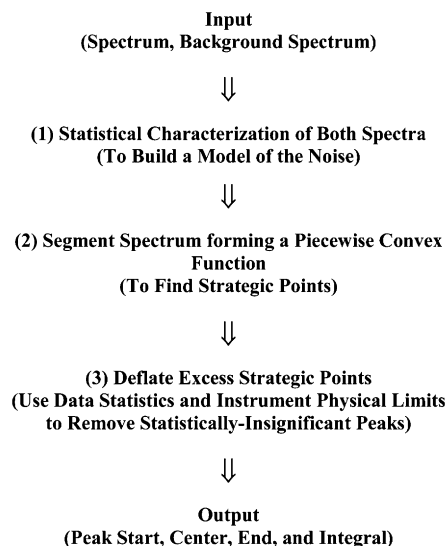 Input
(Spectrum, Background Spectrum)
⇓
(1) Statistical Characterization of Both Spectra
(To Build a Model of the Noise)
⇓
(2) Segment Spectrum forming a Piecewise Convex
Function
(To Find Strategic Points)
⇓
(3) Deflate Excess Strategic Points
(Use Data Statistics and Instrument Physical Limits
to Remove Statistically-Insignificant Peaks)
⇓
Output
(Peak Start, Center, End, and Integral)